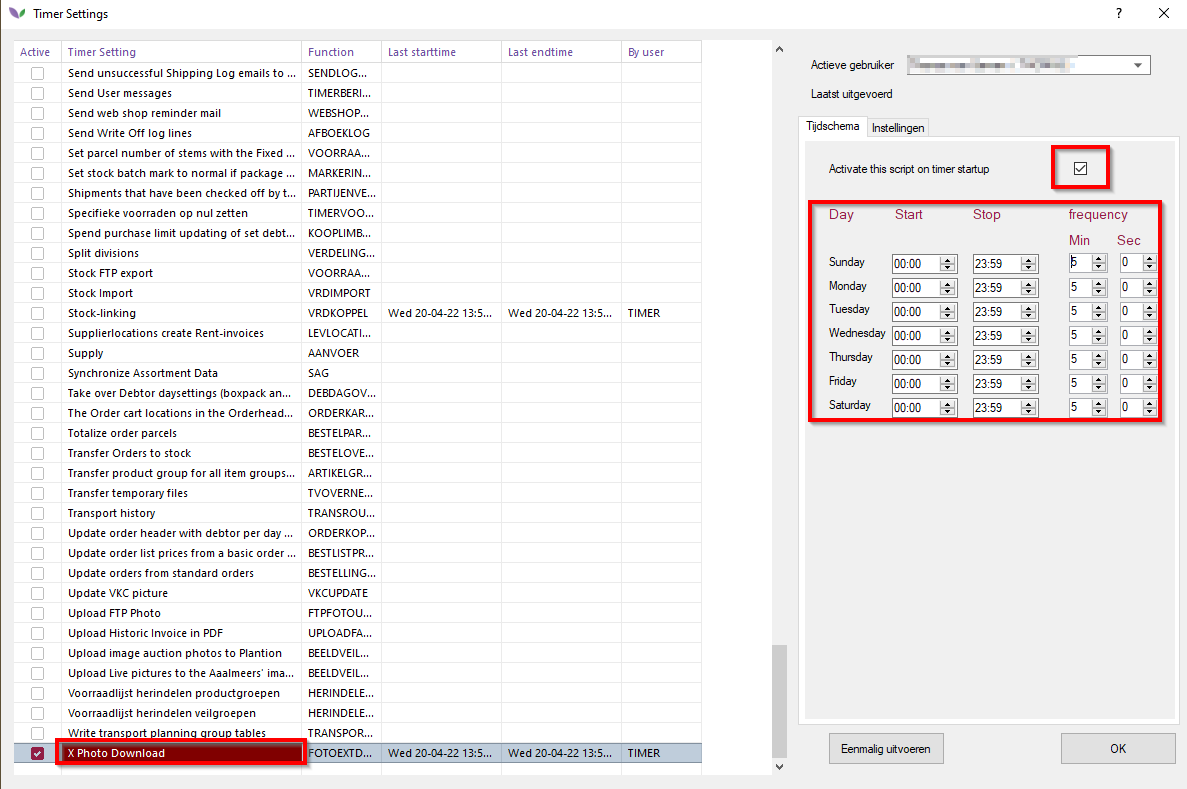 Timer Settings
?
Active Timer Setting Function Last starttime Last endtime By user
Send unsuccessful Shipping Log emails to ... SENDLOG...
Send User messages TIMERBERI...
Send web shop reminder mail WEBSHOP...
Send Write Off log lines AFBOEKLOG
Set parcel number of stems with the Fixed ... VOORRAA...
Set stock batch mark to normal if package ... MARKERIN...
Shipments that have been checked off by t... PARTIJENVE...
Specifieke voorraden op nul zetten TIMERVOO...
Spend purchase limit updating of set debt... KOOPLIMB...
Split divisions VERDELING...
Stock FTP export VOORRAA...
Stock Import VRDIMPORT
Stock-linking VRDKOPPEL Wed 20-04-22 13:5... Wed 20-04-22 13:5... TIMER
Supplierlocations create Rent-invoices LEVLOCATI...
Supply AANVOER
Synchronize Assortment Data SAG
Take over Debtor daysettings (boxpack an... DEBDAGOV...
The Order cart locations in the Orderhead... ORDERKAR...
Totalize order parcels BESTELPAR...
Transfer Orders to stock BESTELOVE...
Transfer product group for all item groups... ARTIKELGR...
Transfer temporary files TVOVERNE...
Transport history TRANSROU...
Update order header with debtor per day ... ORDERKOP...
Update order list prices from a basic order ... BESTLISTPR...
Update orders from standard orders BESTELLING...
Update VKC picture VKCUPDATE
Upload FTP Photo FTPFOTOU...
Upload Historic Invoice in PDF UPLOADFA...
Upload image auction photos to Plantion BEELDVEIL...
Upload Live pictures to the Aaalmeers' ima... BEELDVEIL...
Voorraadlijst herindelen productgroepen HERINDELE...
Voorraadlijst herindelen veilgroepen HERINDELE...
Write transport planning group tables TRANSPOR...
X Photo Download FOTOEXTD... Wed 20-04-22 13:5... Wed 20-04-22 13:5... TIMER
Actieve gebruiker
Laatst uitgevoerd
Tijdschema Instellingen
Activate this script on timer startup
Day Start Stop frequency
Min Sec
Sunday 00:00 23:59 5 0
Monday 00:00 23:59 5 0
Tuesday 00:00 23:59 5 0
Wednesday 00:00 23:59 5 0
Thursday 00:00 23:59 5 0
Friday 00:00 23:59 5 0
Saturday 00:00 23:59 5 0
Eenmalig uitvoeren OK